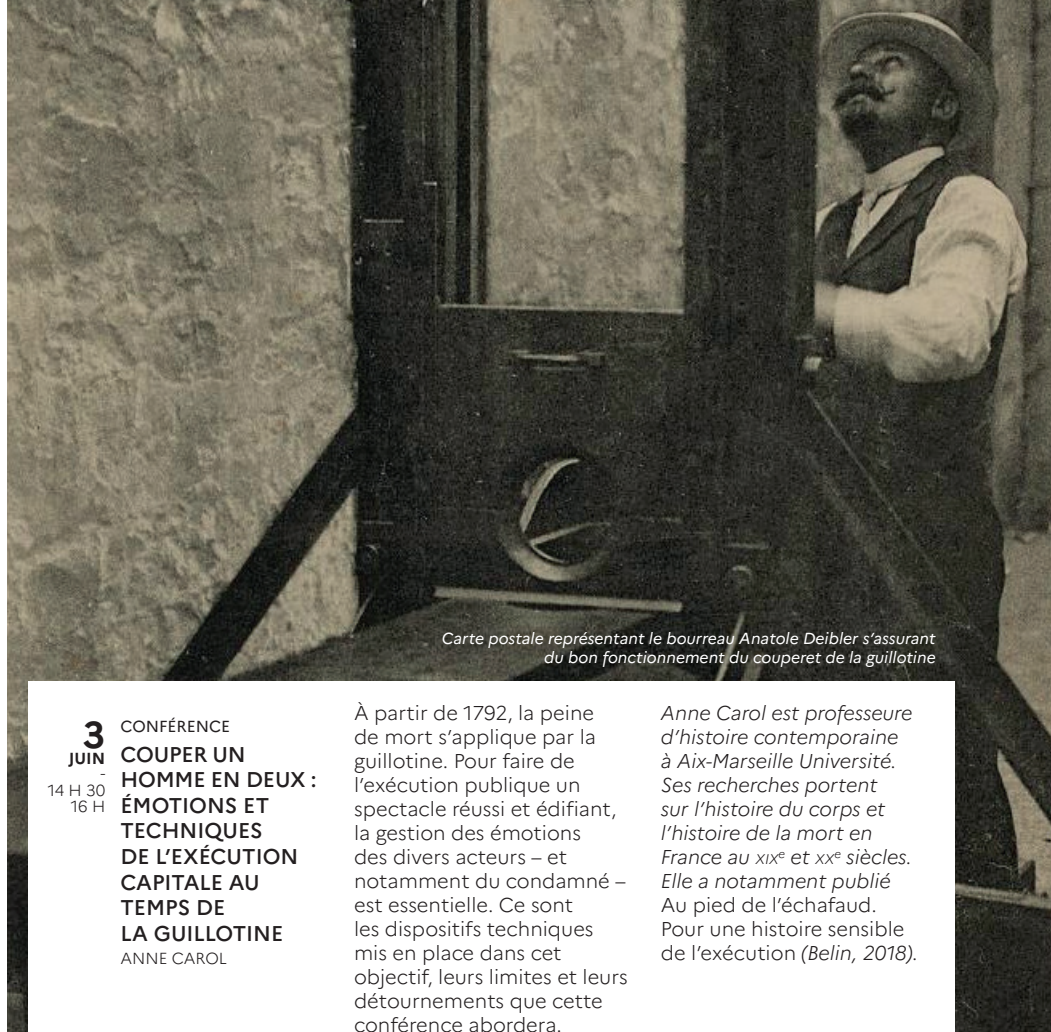 Carte postale représentant le bourreau Anatole Deibler s’assurant
du bon fonctionnement du couperet de la guillotine
3
JUIN
-
14 H 30
16 H
CONFÉRENCE
COUPER UN
HOMME EN DEUX :
ÉMOTIONS ET
TECHNIQUES
DE L’EXÉCUTION
CAPITALE AU
TEMPS DE
LA GUILLOTINE
ANNE CAROL
À partir de 1792, la peine
de mort s’applique par la
guillotine. Pour faire de
l’exécution publique un
spectacle réussi et édifiant,
la gestion des émotions
des divers acteurs – et
notamment du condamné –
est essentielle. Ce sont
les dispositifs techniques
mis en place dans cet
objectif, leurs limites et leurs
détournements que cette
conférence abordera.
Anne Carol est professeure
d’histoire contemporaine
à Aix-Marseille Université.
Ses recherches portent
sur l’histoire du corps et
l’histoire de la mort en
France au XIXe et XXe siècles.
Elle a notamment publié
Au pied de l’échafaud.
Pour une histoire sensible
de l’exécution (Belin, 2018).